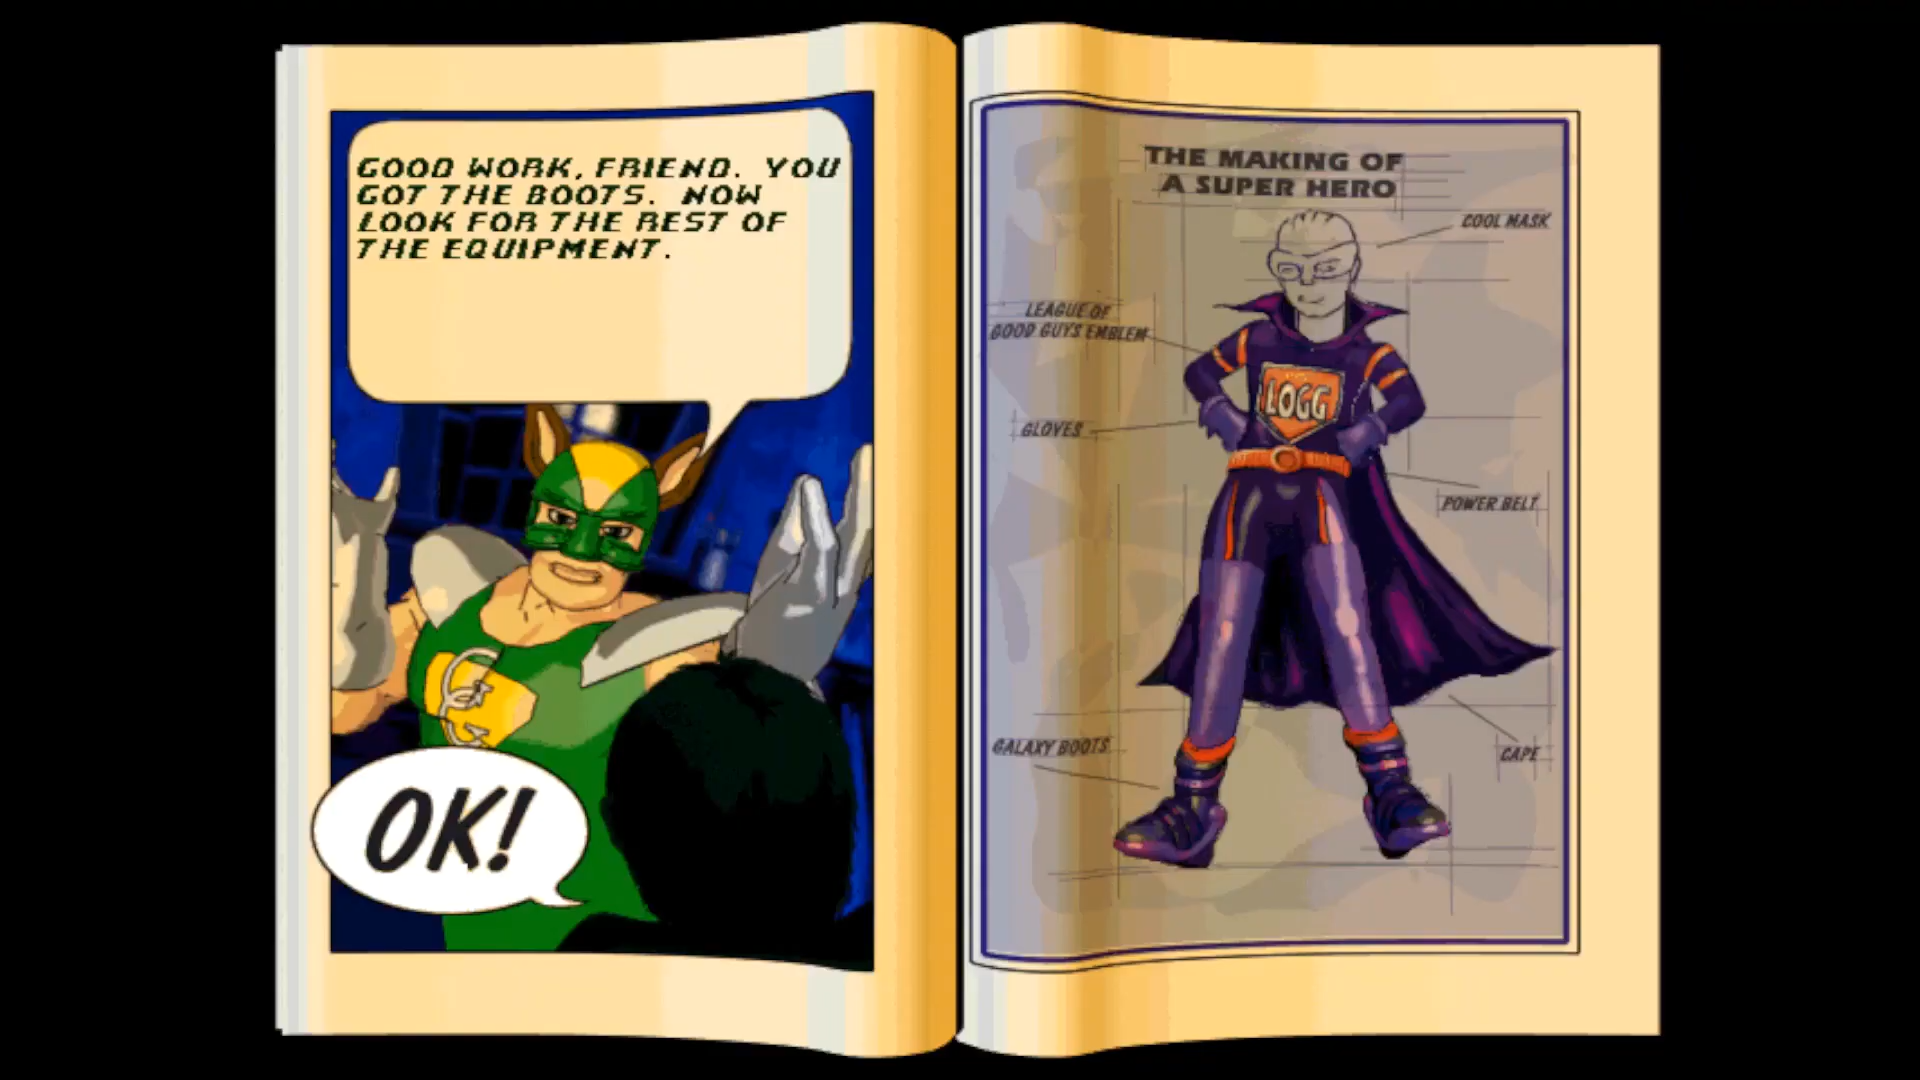 GOOD WORK, FRIEND. YOU
GOT THE BOOTS. NOW
LOOK FOR THE REST OF
THE EQUIPMENT.
OK!
THE MAKING OF
A SUPER HERO
COOL MASK
LEAGUE OF
GOOD GUYS EMBLEM
LOGG
GLOVES
POWER BELT
GALAXY BOOTS
CAPE